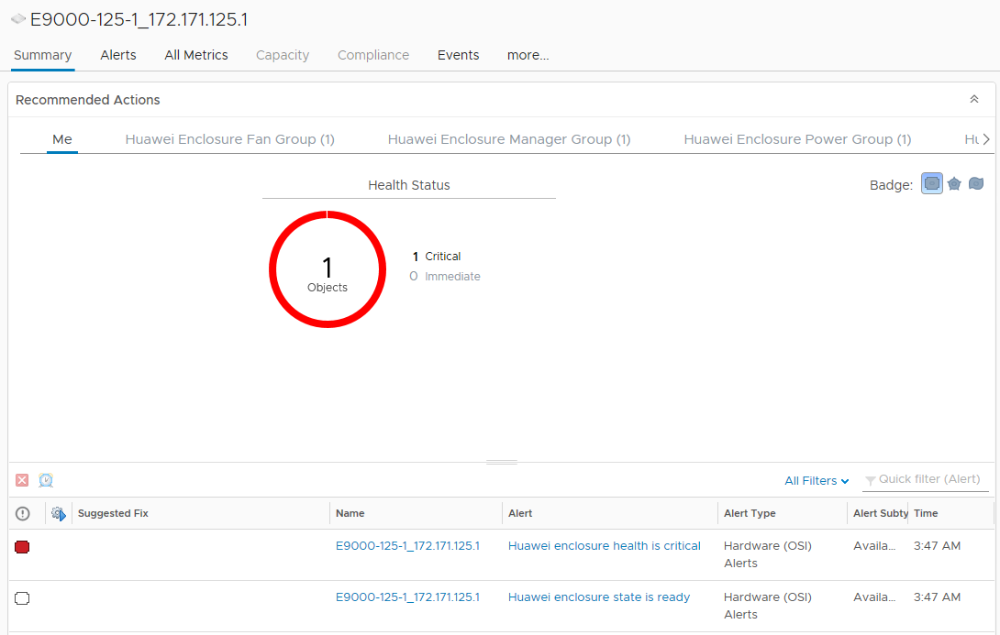 E9000-125-1_172.171.125.1
Summary Alerts All Metrics Capacity Compliance Events more...
Recommended Actions
Me Huawei Enclosure Fan Group (1) Huawei Enclosure Manager Group (1) Huawei Enclosure Power Group (1)
Health Status
Badge:
1
Objects
1 Critical
0 Immediate
All Filters
Quick filter (Alert)
Suggested Fix Name Alert Alert Type Alert Subty Time
E9000-125-1_172.171.125.1 Huawei enclosure health is critical Hardware (OSI) Availa... 3:47 AM
Alerts
E9000-125-1_172.171.125.1 Huawei enclosure state is ready Hardware (OSI) Availa... 3:47 AM
Alerts